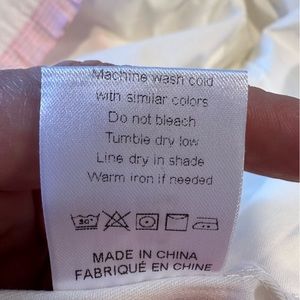 Machine wash cold
with similar colors
Do not bleach
Tumble dry low
Line dry in shade
Warm iron if needed
30°
MADE IN CHINA
FABRIQUÉ EN CHINE